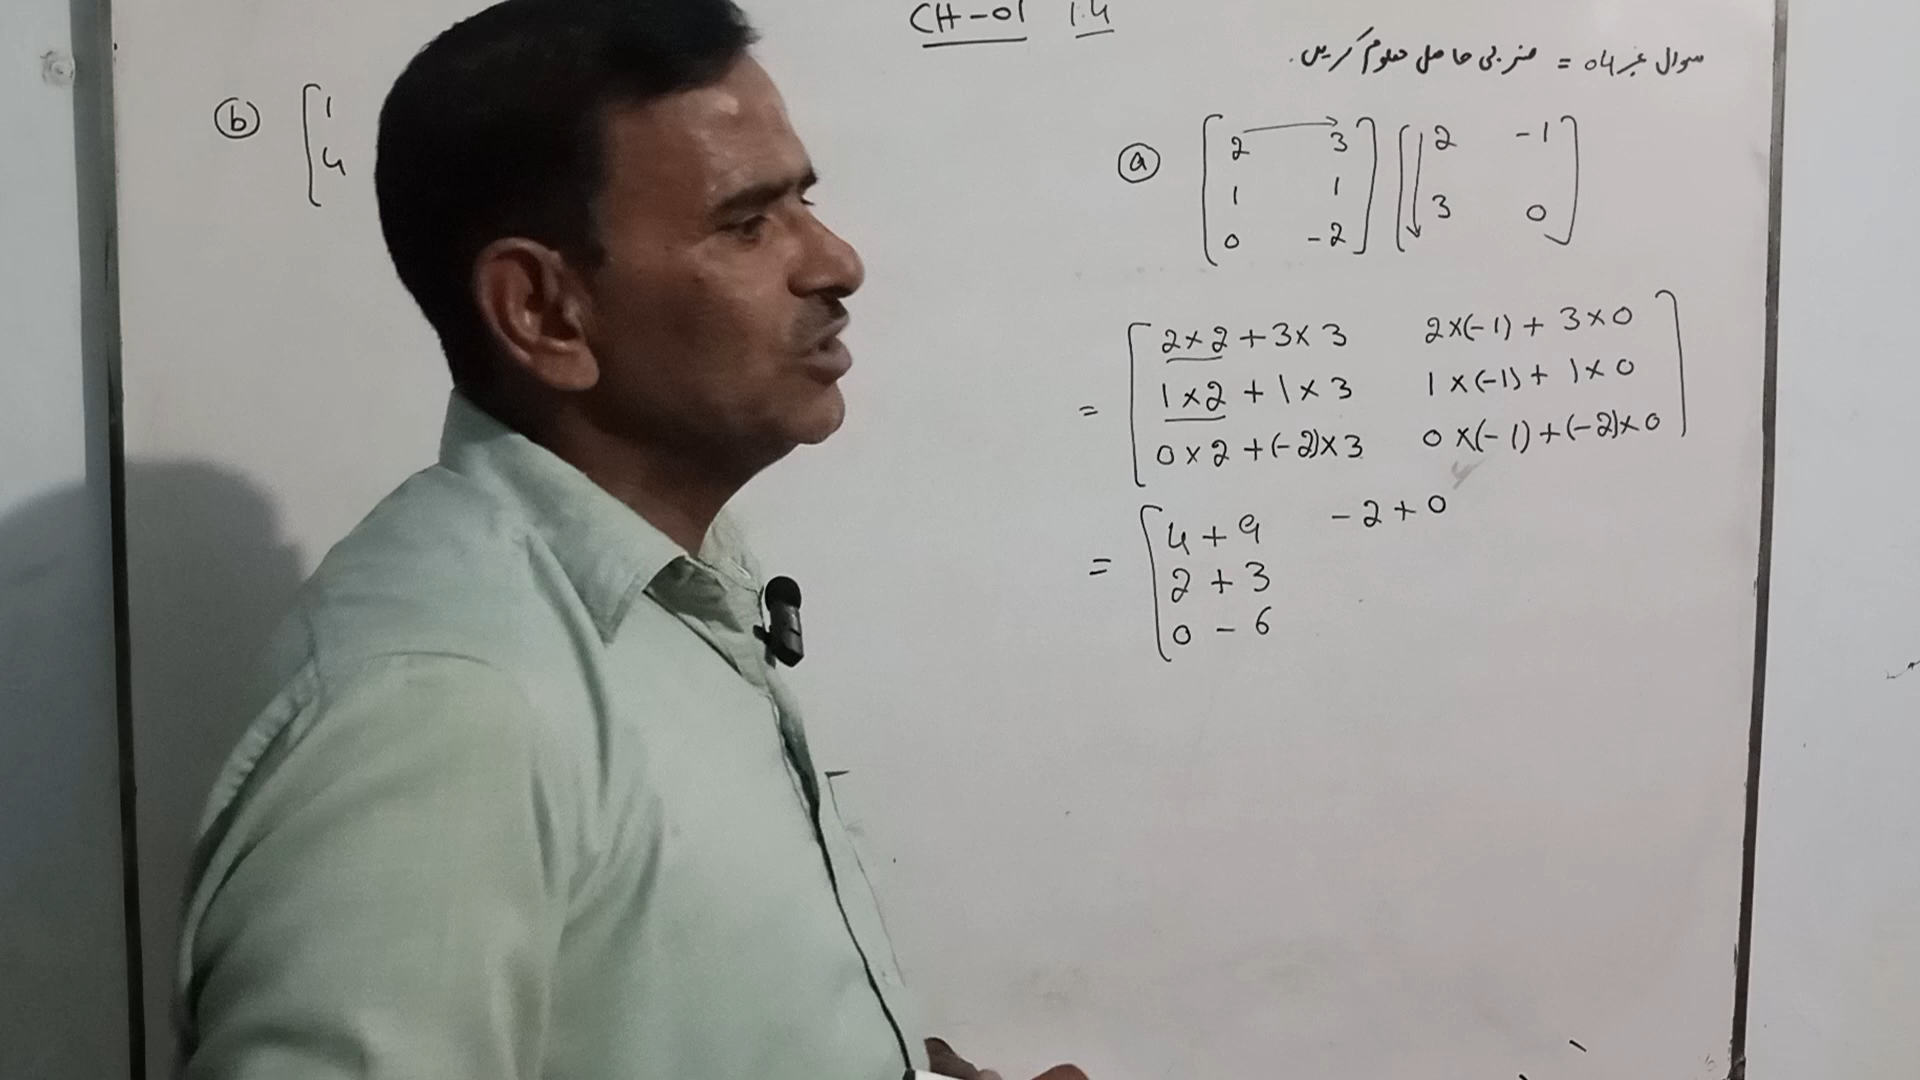 CH-01 1.4
سوال نمبر 04 = ضربی حاصل معلوم کریں.
(a) [2 3] [2 -1]
1 1
3 0
0 -2
= [2×2+3×3 2×(-1)+3×0]
1×2+1×3 1×(-1)+1×0
0×2+(-2)×3 0×(-1)+(-2)×0
= [4+9 -2+0
2+3
0-6
(b) [1
4